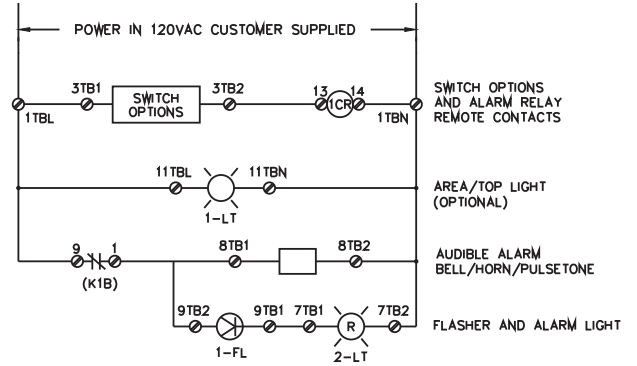 POWER IN 120VAC CUSTOMER SUPPLIED
3TB1
SWITCH
OPTIONS
3TB2
13
14
1CR
1TBL
1TBN
SWITCH OPTIONS
AND ALARM RELAY
REMOTE CONTACTS
11TBL
11TBN
1-LT
AREA/TOP LIGHT
(OPTIONAL)
9
1
(K1B)
8TB1
8TB2
AUDIBLE ALARM
BELL/HORN/PULSETONE
9TB2
9TB1
7TB1
R
7TB2
1-FL
2-LT
FLASHER AND ALARM LIGHT